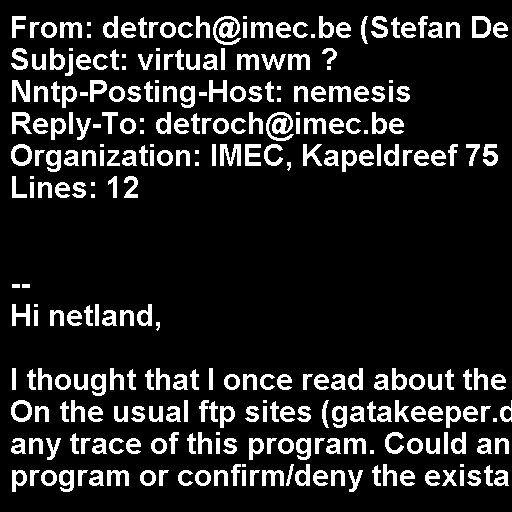 From: detroch@imec.be (Stefan De
Subject: virtual mwm ?
Nntp-Posting-Host: nemesis
Reply-To: detroch@imec.be
Organization: IMEC, Kapeldreef 75
Lines: 12
--
Hi netland,
I thought that I once read about the
On the usual ftp sites (gatakeeper.d
any trace of this program. Could an
program or confirm/deny the exista